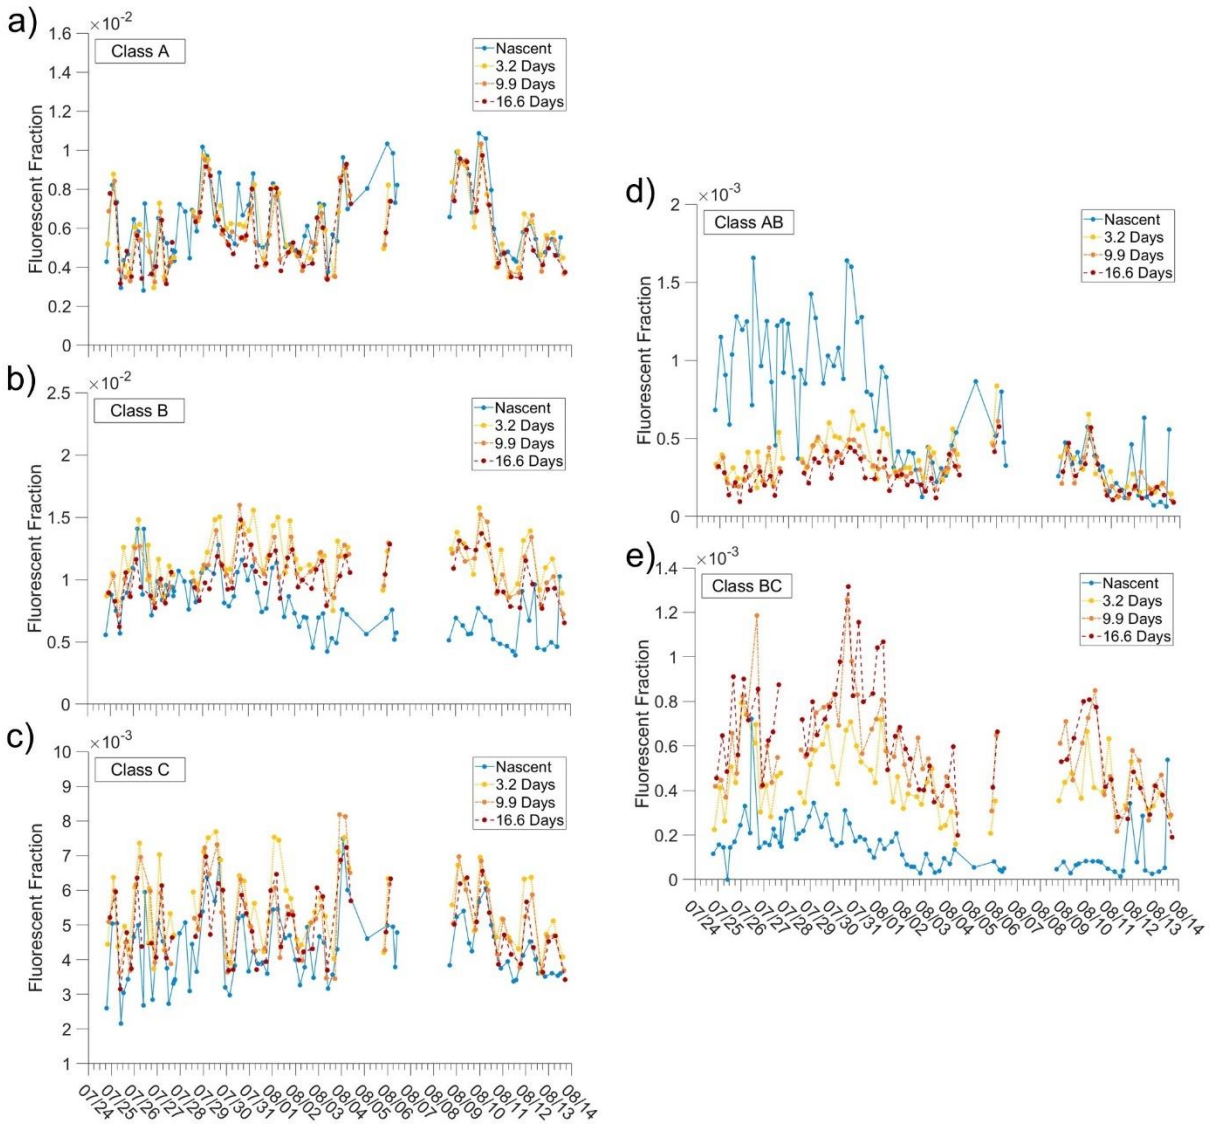 a)
×10⁻²
1.6
1.4
1.2
1
0.8
0.6
0.4
0.2
0
Fluorescent Fraction
Class A
Nascent
3.2 Days
9.9 Days
16.6 Days
b)
×10⁻²
2.5
2
1.5
1
0.5
0
Fluorescent Fraction
Class B
Nascent
3.2 Days
9.9 Days
16.6 Days
c)
×10⁻³
10
9
8
7
6
5
4
3
2
1
Fluorescent Fraction
Class C
Nascent
3.2 Days
9.9 Days
16.6 Days
07/24
07/25
07/26
07/27
07/28
07/29
07/30
07/31
08/01
08/02
08/03
08/04
08/05
08/06
08/07
08/08
08/09
08/10
08/11
08/12
08/13
08/14
d)
×10⁻³
2
1.5
1
0.5
0
Fluorescent Fraction
Class AB
Nascent
3.2 Days
9.9 Days
16.6 Days
e)
×10⁻³
1.4
1.2
1
0.8
0.6
0.4
0.2
0
Fluorescent Fraction
Class BC
Nascent
3.2 Days
9.9 Days
16.6 Days
07/24
07/25
07/26
07/27
07/28
07/29
07/30
07/31
08/01
08/02
08/03
08/04
08/05
08/06
08/07
08/08
08/09
08/10
08/11
08/12
08/13
08/14